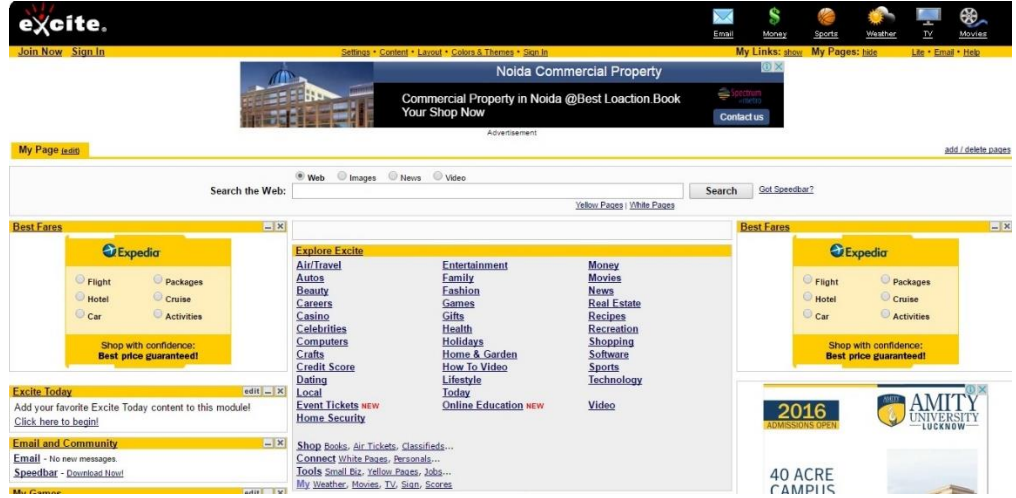 excite.
Email Money Sports Weather TV Movies
Join Now Sign In
Settings • Content • Layout • Colors & Themes • Sign In
My Links: show My Pages: hide
Lite • Email • Help
Noida Commercial Property
Commercial Property in Noida @Best Loaction.Book
Your Shop Now
Contact us
Advertisement
My Page (edit)
add / delete pages
Web Images News Video
Search the Web:
Search
Got Speedbar?
Yellow Pages | White Pages
Best Fares
Expedia
Flight Packages
Hotel Cruise
Car Activities
Shop with confidence:
Best price guaranteed!
Excite Today
edit
Add your favorite Excite Today content to this module!
Click here to begin!
Email and Community
Email - No new messages.
Speedbar - Download Now!
My Games
edit
Explore Excite
Air/Travel Entertainment Money
Autos Family Movies
Beauty Fashion News
Careers Games Real Estate
Casino Gifts Recipes
Celebrities Health Recreation
Computers Holidays Shopping
Crafts Home & Garden Software
Credit Score How To Video Sports
Dating Lifestyle Technology
Local Today
Event Tickets NEW Online Education NEW Video
Home Security
Shop Books, Air Tickets, Classifieds...
Connect White Pages, Personals...
Tools Small Biz, Yellow Pages, Jobs...
My Weather, Movies, TV, Sign, Scores
Best Fares
Expedia
Flight Packages
Hotel Cruise
Car Activities
Shop with confidence:
Best price guaranteed!
2016
ADMISSIONS OPEN
AMITY
UNIVERSITY
LUCKNOW
40 ACRE
CAMPUS